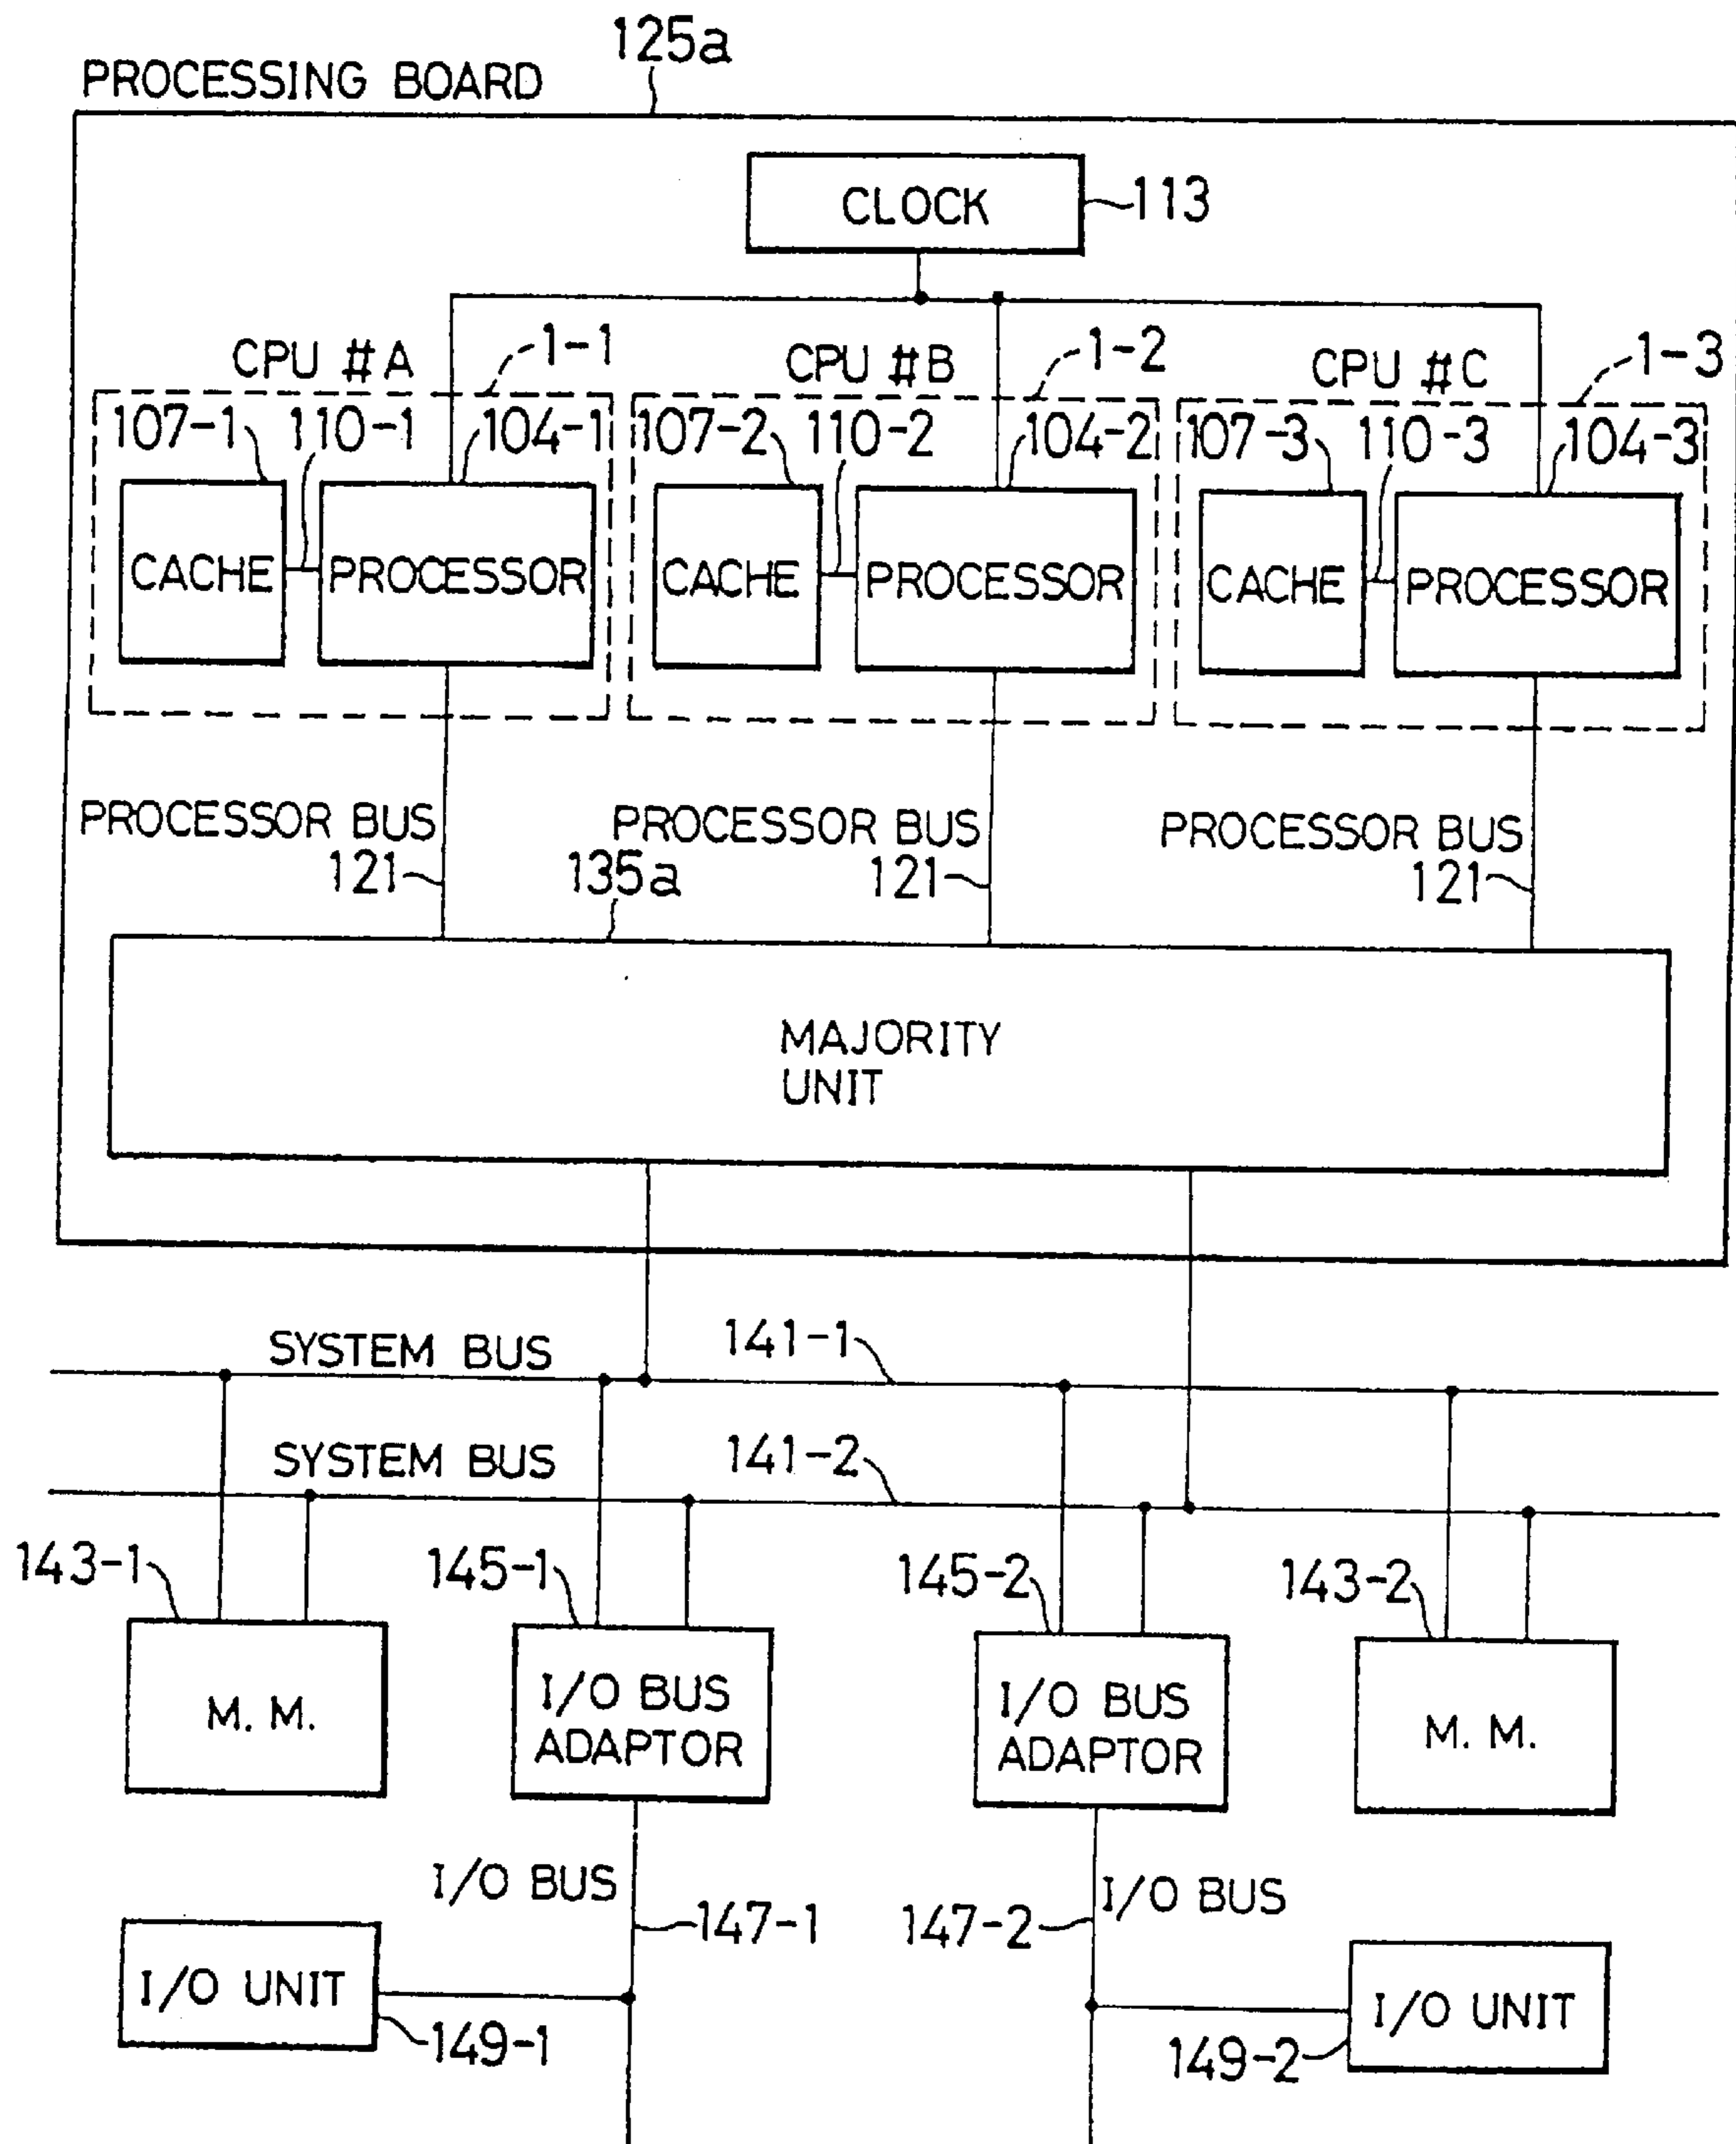 125a
PROCESSING BOARD
CLOCK
113
CPU #A
1-1
CPU #B
1-2
CPU #C
1-3
107-1
110-1
104-1
107-2
110-2
104-2
107-3
110-3
104-3
CACHE
PROCESSOR
CACHE
PROCESSOR
CACHE
PROCESSOR
PROCESSOR BUS
121
135a
PROCESSOR BUS
121
PROCESSOR BUS
121
MAJORITY
UNIT
SYSTEM BUS
141-1
SYSTEM BUS
141-2
143-1
145-1
145-2
143-2
M. M.
I/O BUS
ADAPTOR
I/O BUS
ADAPTOR
M. M.
I/O BUS
147-1
147-2
I/O BUS
I/O UNIT
149-1
I/O UNIT
149-2